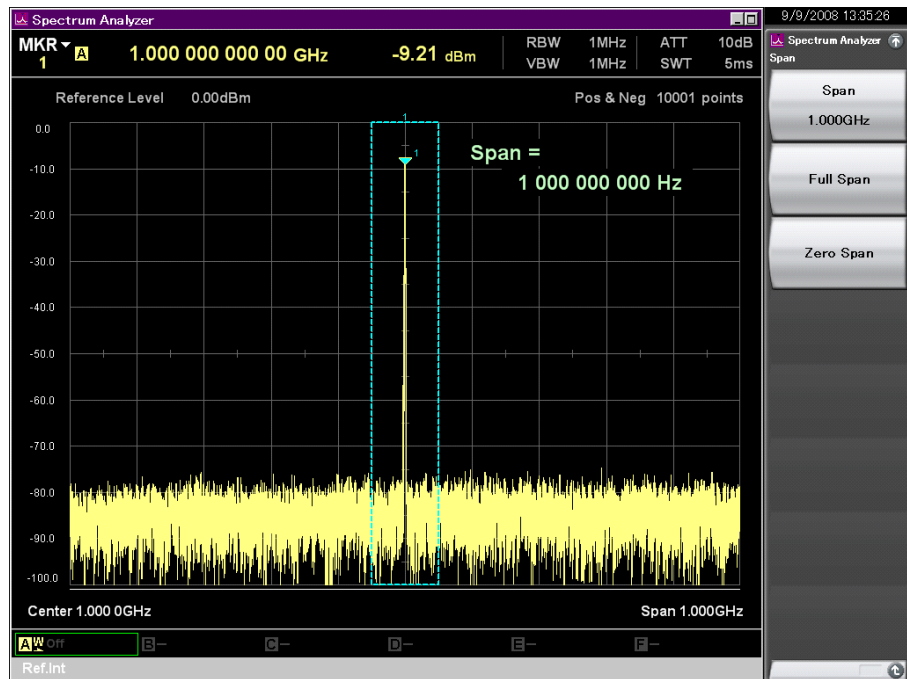 Spectrum Analyzer
9/9/2008 13:35:26
MKR
1
A
1.000 000 000 00 GHz
-9.21 dBm
RBW 1MHz ATT 10dB
VBW 1MHz SWT 5ms
Reference Level 0.00dBm
Pos & Neg 10001 points
1
0.0
-10.0
-20.0
-30.0
-40.0
-50.0
-60.0
-70.0
-80.0
-90.0
-100.0
1
Span =
1 000 000 000 Hz
Center 1.000 0GHz
Span 1.000GHz
A W Off
B-
C-
D-
E-
F-
Ref.Int
Spectrum Analyzer
Span
Span
1.000GHz
Full Span
Zero Span